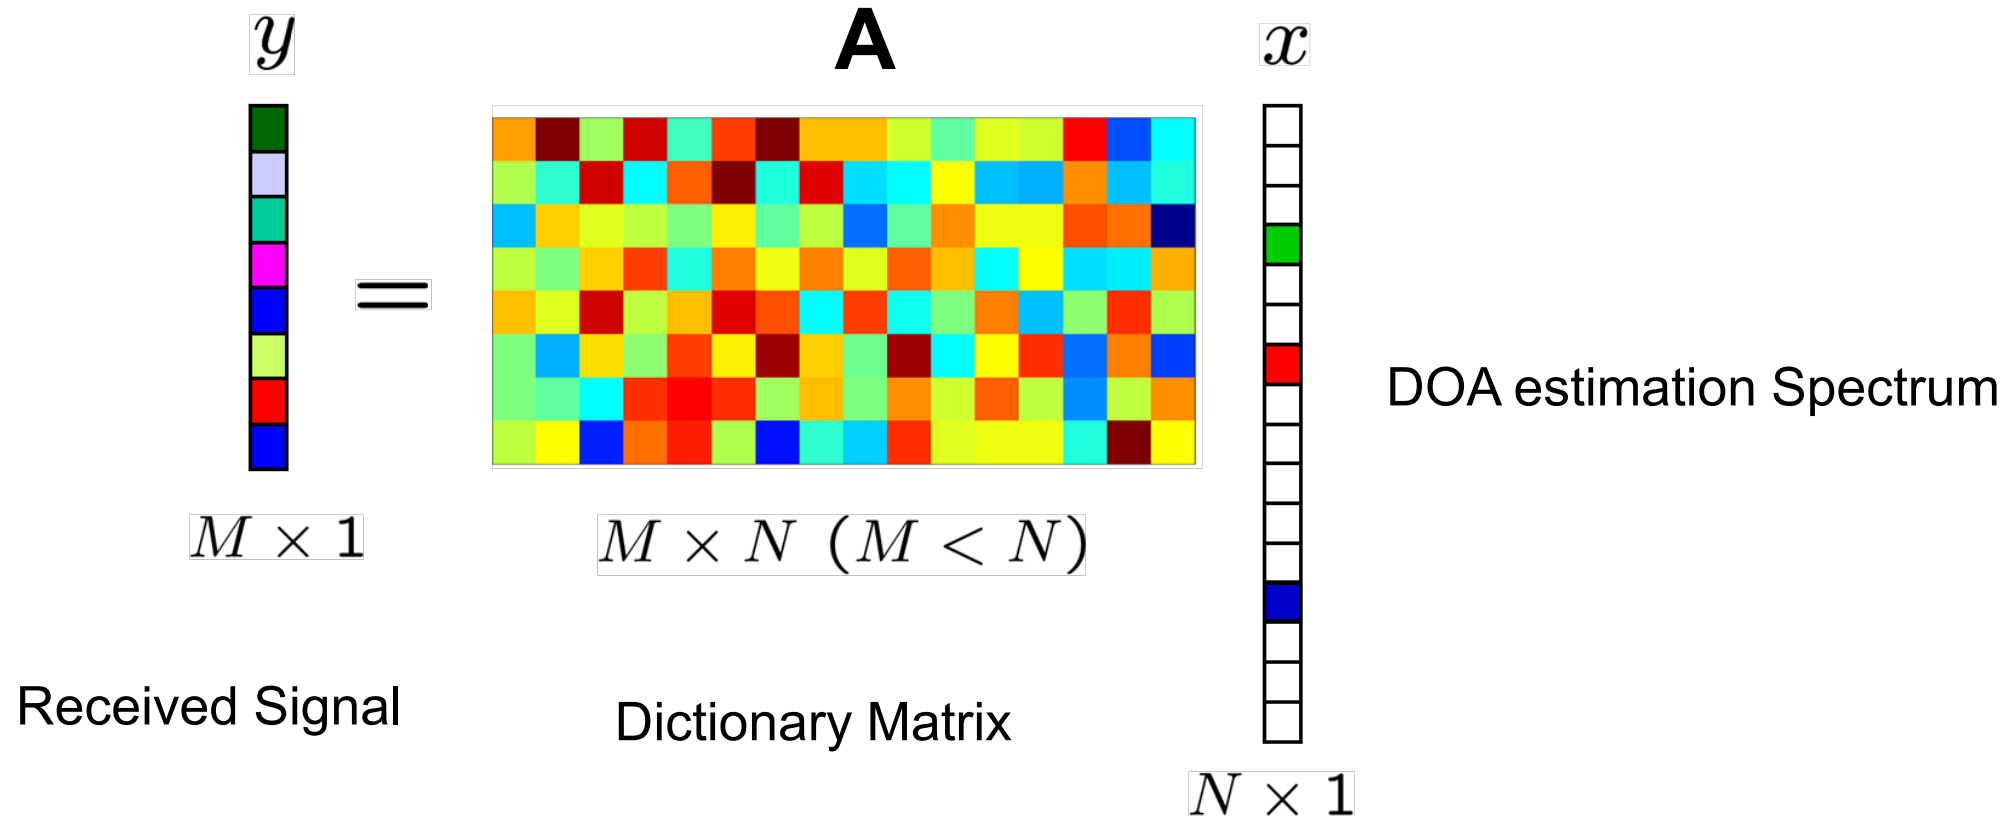 y
A
x
=
DOA estimation Spectrum
M × 1
M × N (M < N)
Received Signal
Dictionary Matrix
N × 1